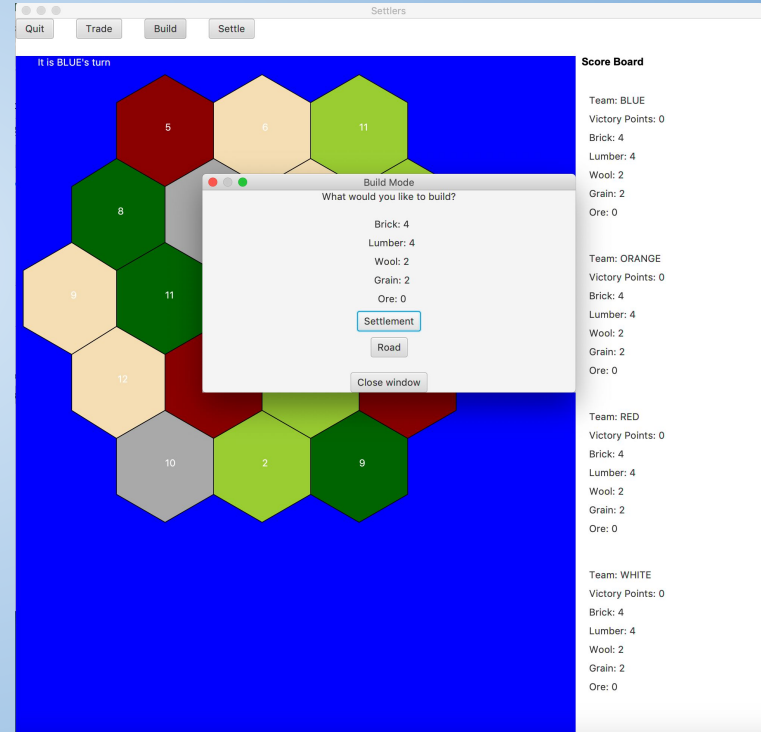 Settlers
Quit Trade Build Settle
It is BLUE's turn
5 6 11
8
9 11
12
10 2 9
Build Mode
What would you like to build?
Brick: 4
Lumber: 4
Wool: 2
Grain: 2
Ore: 0
Settlement
Road
Close window
Score Board
Team: BLUE
Victory Points: 0
Brick: 4
Lumber: 4
Wool: 2
Grain: 2
Ore: 0
Team: ORANGE
Victory Points: 0
Brick: 4
Lumber: 4
Wool: 2
Grain: 2
Ore: 0
Team: RED
Victory Points: 0
Brick: 4
Lumber: 4
Wool: 2
Grain: 2
Ore: 0
Team: WHITE
Victory Points: 0
Brick: 4
Lumber: 4
Wool: 2
Grain: 2
Ore: 0